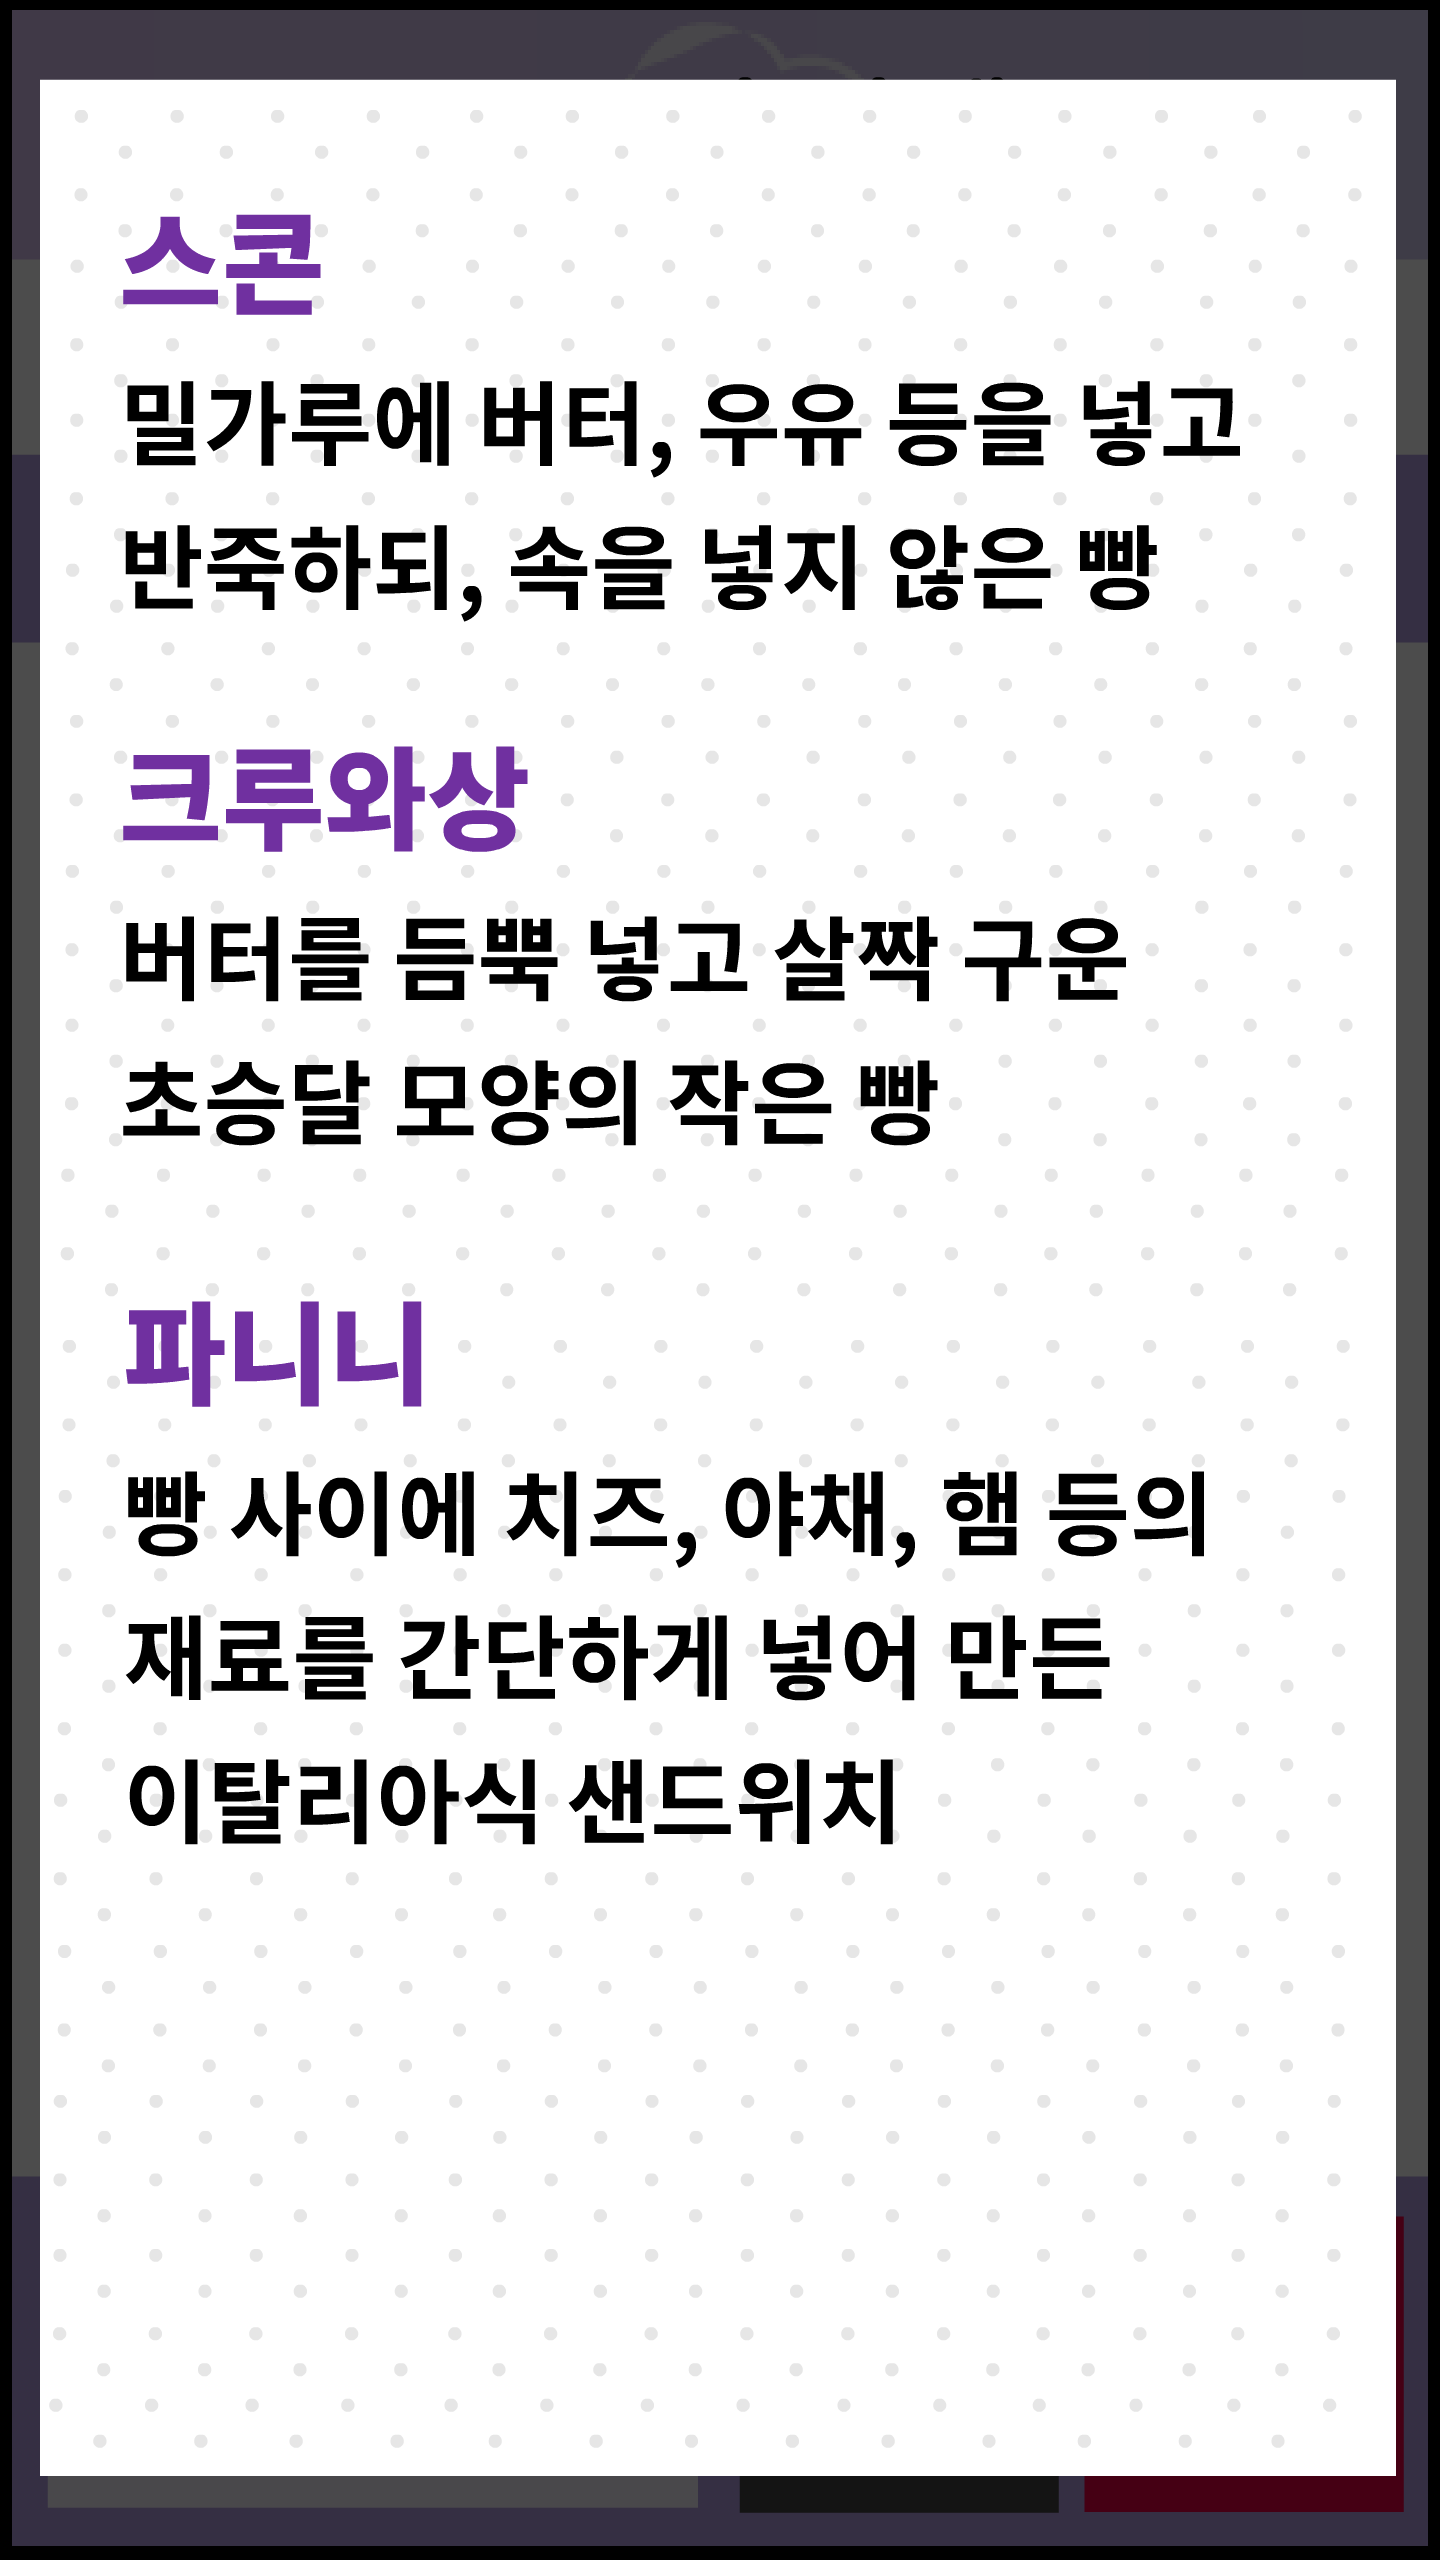 스콘
밀가루에 버터, 우유 등을 넣고
반죽하되, 속을 넣지 않은 빵
크루와상
버터를 듬뿍 넣고 살짝 구운
초승달 모양의 작은 빵
파니니
빵 사이에 치즈, 야채, 햄 등의
재료를 간단하게 넣어 만든
이탈리아식 샌드위치